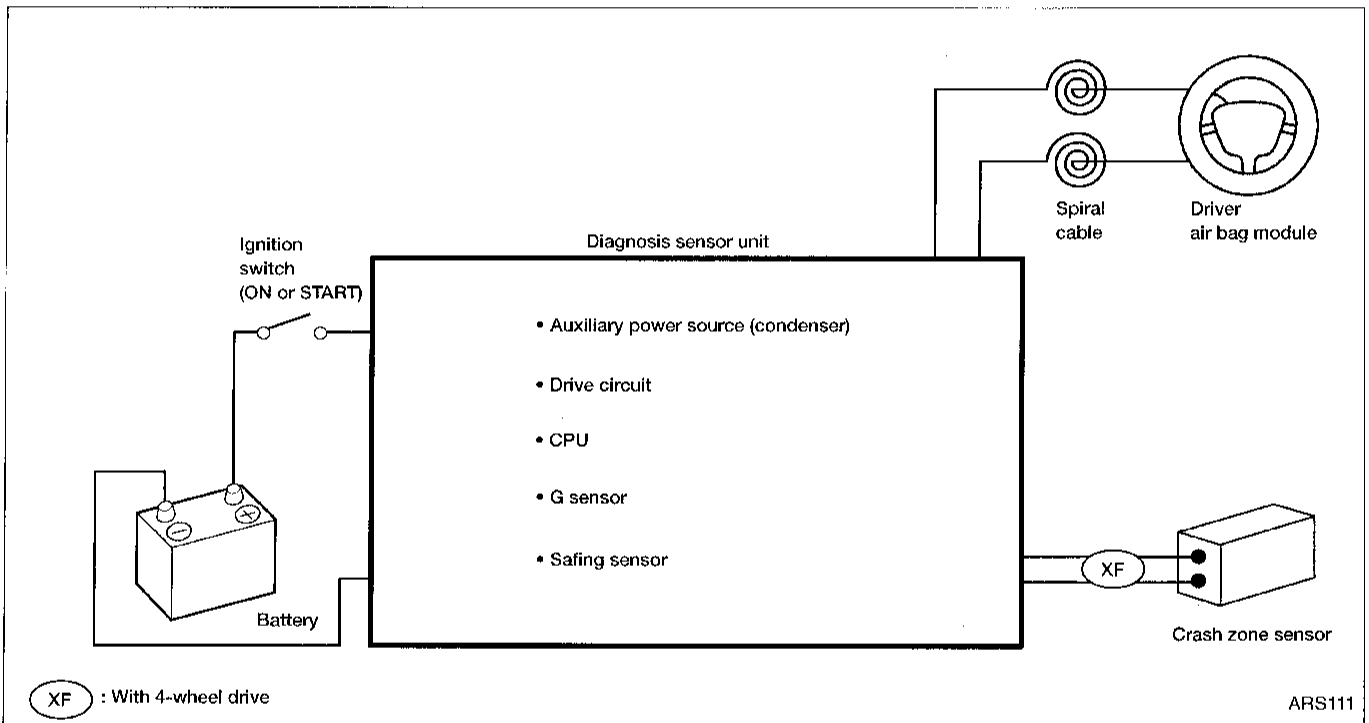 Spiral
cable
Driver
air bag module
Ignition
switch
(ON or START)
Diagnosis sensor unit
• Auxiliary power source (condenser)
• Drive circuit
• CPU
• G sensor
• Safing sensor
− +
Battery
XF
Crash zone sensor
XF : With 4-wheel drive
ARS111